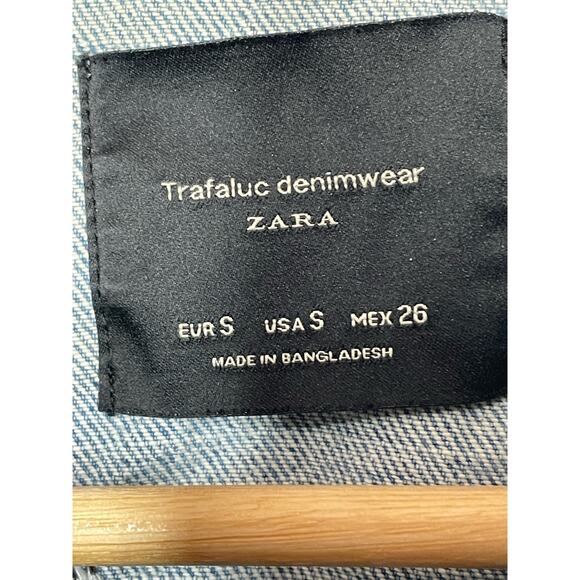 Trafaluc denimwear
ZARA
EUR S USA S MEX 26
MADE IN BANGLADESH